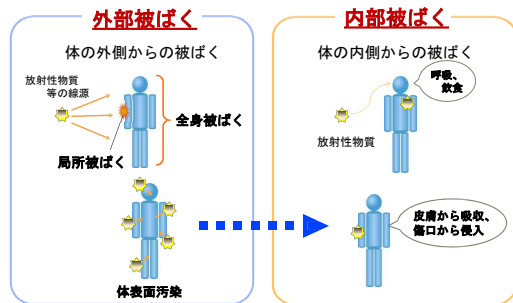 外部被ばく
体の外側からの被ばく
放射性物質
等の線源
全身被ばく
局所被ばく
体表面汚染
内部被ばく
体の内側からの被ばく
呼吸、
飲食
放射性物質
皮膚から吸収、
傷口から侵入